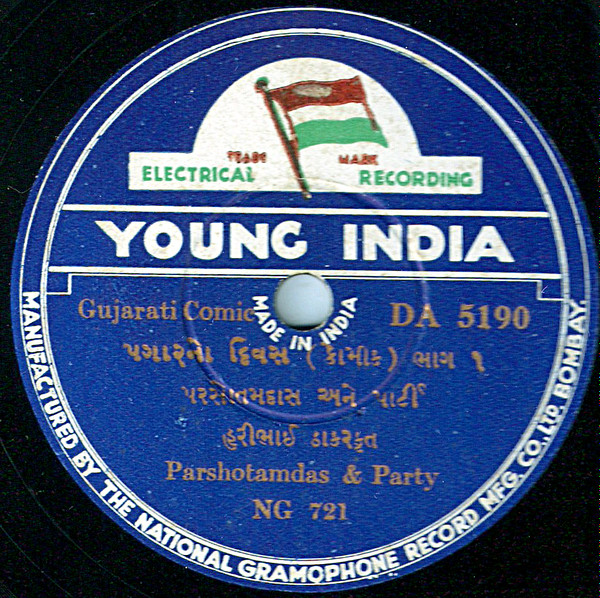 TRADE MARK
ELECTRICAL RECORDING
YOUNG INDIA
MADE IN INDIA
Gujarati Comic DA 5190
પગારનો દિવસ (કોમીક) ભાગ ૧
પરસોતમદાસ અને પાર્ટી
હરીભાઈ ઠાકરકૃત
Parshotamdas & Party
NG 721
MANUFACTURED BY THE NATIONAL GRAMOPHONE RECORD MFG. CO., LTD. BOMBAY.